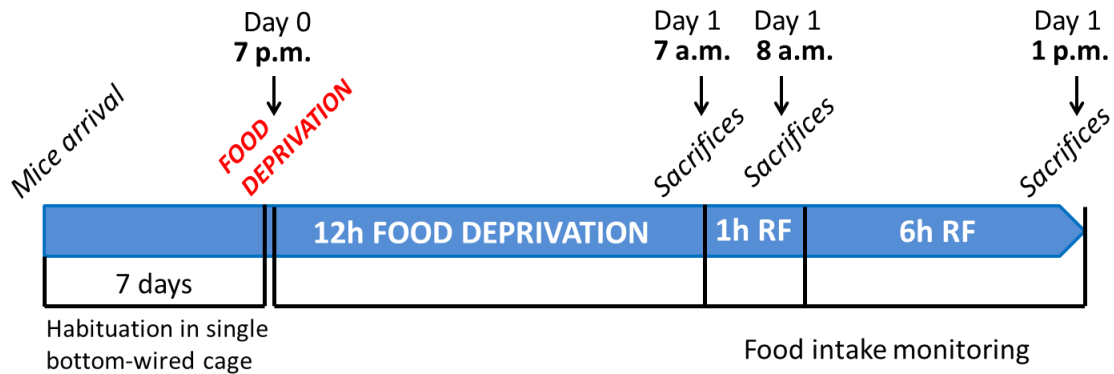 Day 0
7 p.m.
Day 1
7 a.m.
Day 1
8 a.m.
Day 1
1 p.m.
Mice arrival
FOOD
DEPRIVATION
Sacrifices
Sacrifices
Sacrifices
12h FOOD DEPRIVATION
1h RF
6h RF
7 days
Habituation in single
bottom-wired cage
Food intake monitoring